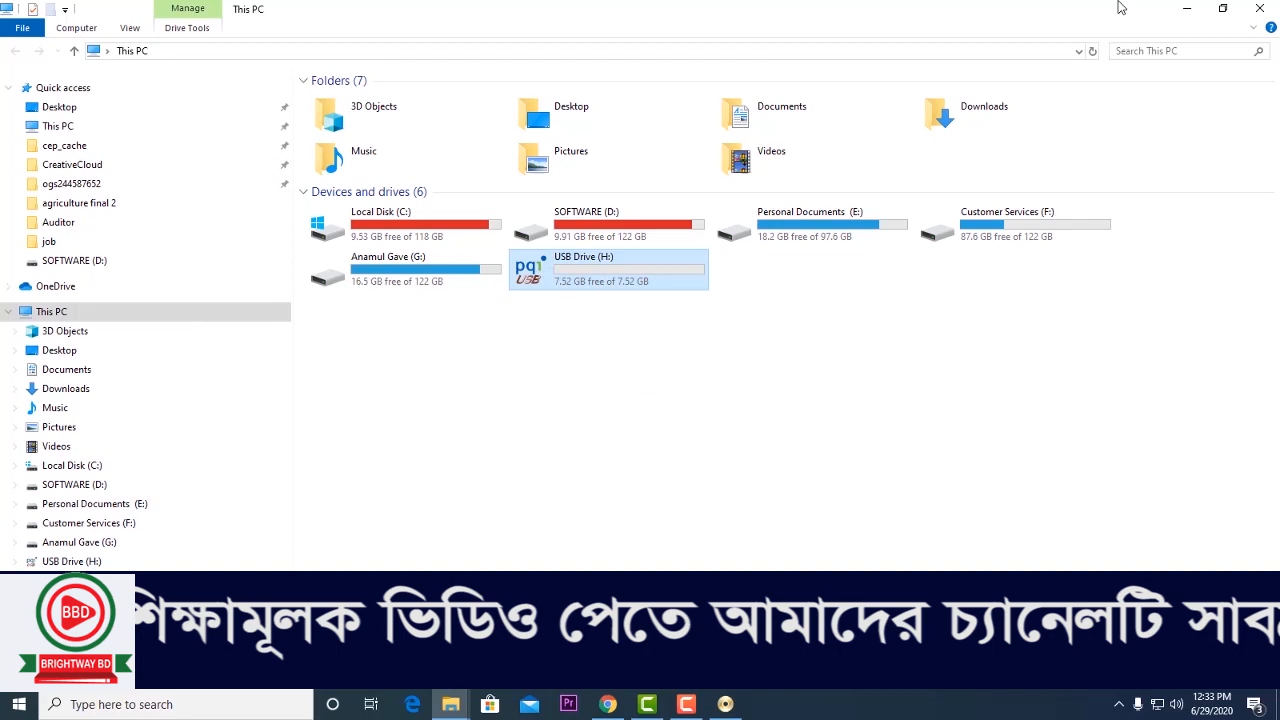 Manage
This PC
File
Computer
View
Drive Tools
This PC
Search This PC
Quick access
Desktop
This PC
cep_cache
CreativeCloud
ogs244587652
agriculture final 2
Auditor
job
SOFTWARE (D:)
OneDrive
This PC
3D Objects
Desktop
Documents
Downloads
Music
Pictures
Videos
Local Disk (C:)
SOFTWARE (D:)
Personal Documents (E:)
Customer Services (F:)
Anamul Gave (G:)
USB Drive (H:)
Folders (7)
3D Objects
Desktop
Documents
Downloads
Music
Pictures
Videos
Devices and drives (6)
Local Disk (C:)
9.53 GB free of 118 GB
SOFTWARE (D:)
9.91 GB free of 122 GB
Personal Documents (E:)
18.2 GB free of 97.6 GB
Customer Services (F:)
87.6 GB free of 122 GB
Anamul Gave (G:)
16.5 GB free of 122 GB
pqi USB
USB Drive (H:)
7.52 GB free of 7.52 GB
BBD
BRIGHTWAY BD
শিক্ষামূলক ভিডিও পেতে আমাদের চ্যানেলটি
Type here to search
Pr
12:33 PM
6/29/2020
3